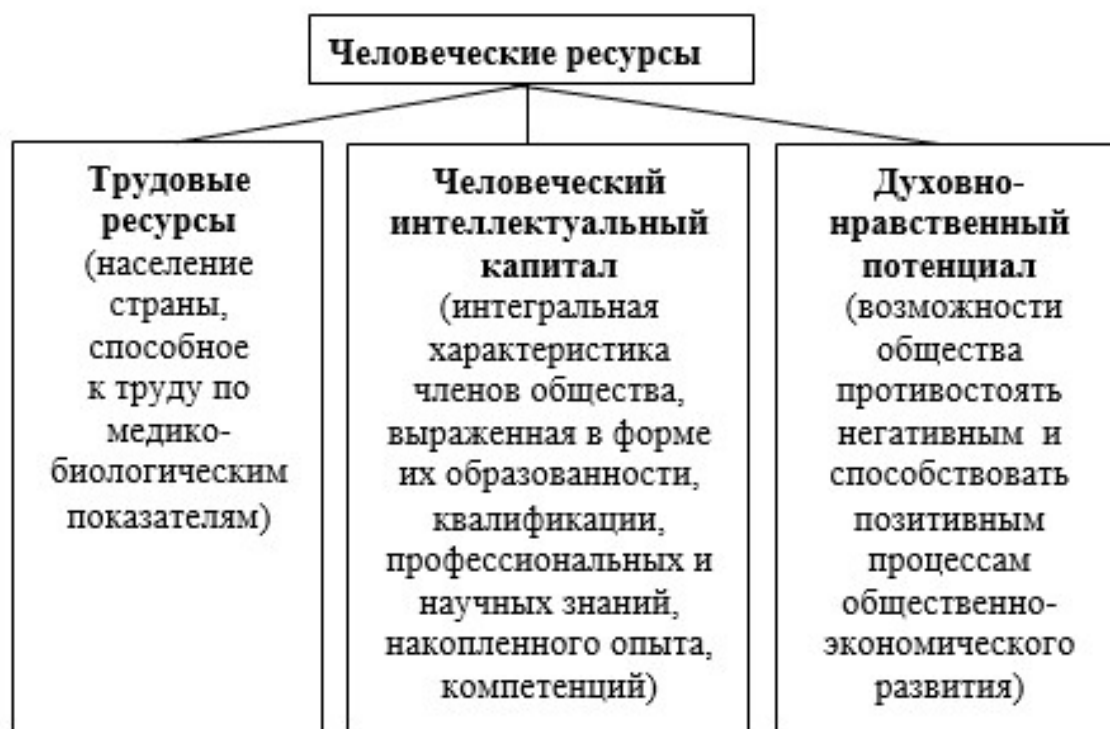 Человеческие ресурсы
Трудовые
ресурсы
(население
страны,
способное
к труду по
медико-
биологическим
показателям)
Человеческий
интеллектуальный
капитал
(интегральная
характеристика
членов общества,
выраженная в форме
их образованности,
квалификации,
профессиональных и
научных знаний,
накопленного опыта,
компетенций)
Духовно-
нравственный
потенциал
(возможности
общества
противостоять
негативным и
способствовать
позитивным
процессам
общественно-
экономического
развития)